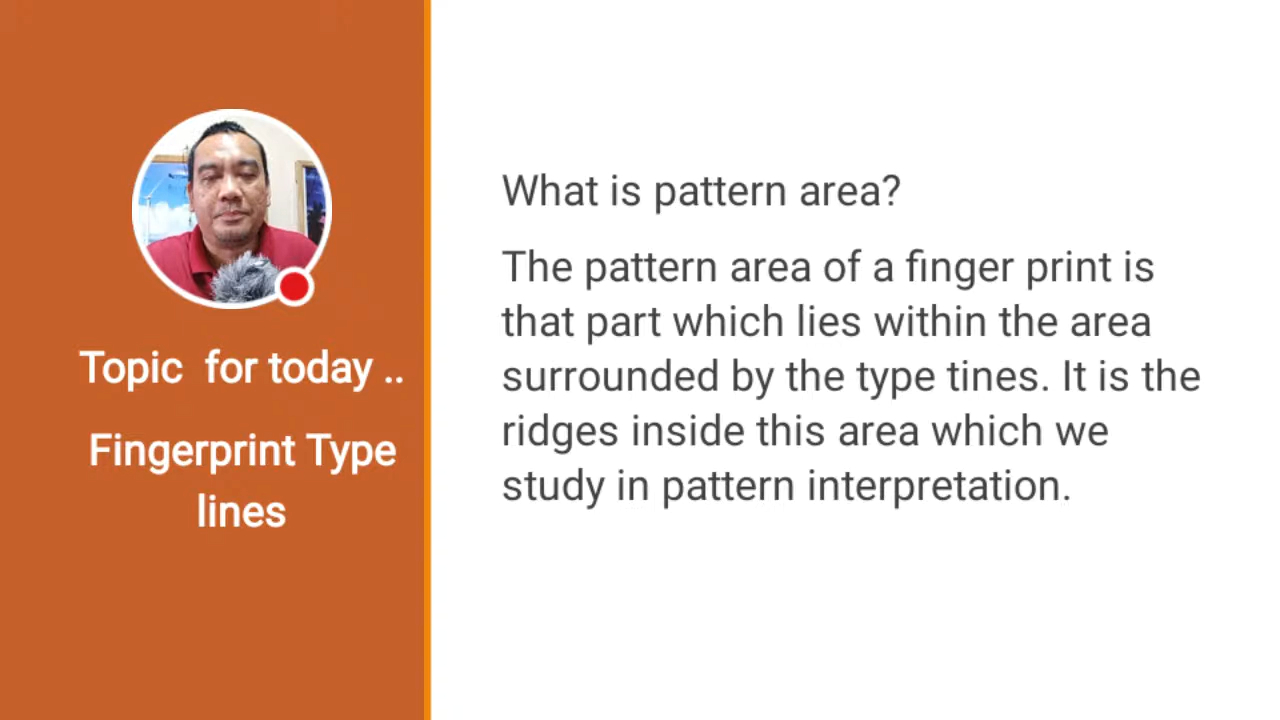 Topic  for today ..
Fingerprint Type
lines
What is pattern area?
The pattern area of a finger print is
that part which lies within the area
surrounded by the type tines. It is the
ridges inside this area which we
study in pattern interpretation.